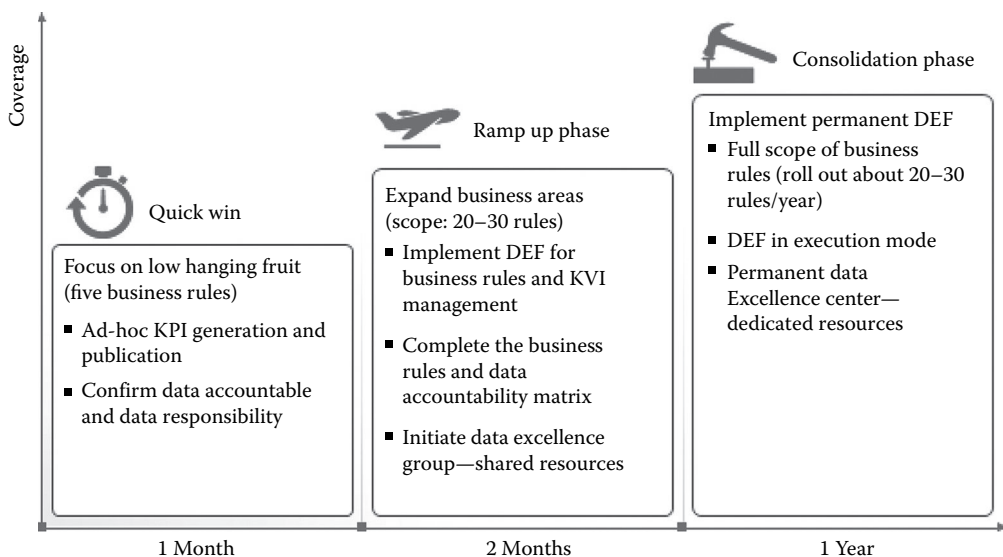 Coverage
Quick win
Focus on low hanging fruit
(five business rules)
▪ Ad-hoc KPI generation and
publication
▪ Confirm data accountable
and data responsibility
Ramp up phase
Expand business areas
(scope: 20–30 rules)
▪ Implement DEF for
business rules and KVI
management
▪ Complete the business
rules and data
accountability matrix
▪ Initiate data excellence
group—shared resources
Consolidation phase
Implement permanent DEF
▪ Full scope of business
rules (roll out about 20–30
rules/year)
▪ DEF in execution mode
▪ Permanent data
Excellence center—
dedicated resources
1 Month
2 Months
1 Year